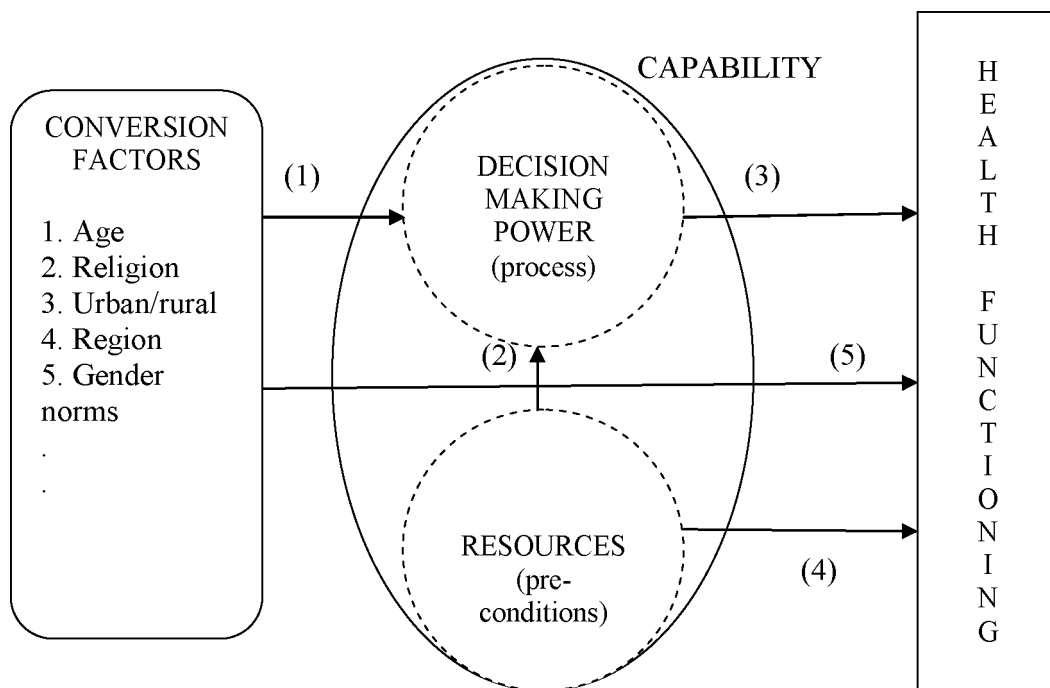 CAPABILITY
CONVERSION
FACTORS
1. Age
2. Religion
3. Urban/rural
4. Region
5. Gender
norms
.
.
(1)
DECISION
MAKING
POWER
(process)
(2)
RESOURCES
(pre-
conditions)
(3)
(5)
(4)
H
E
A
L
T
H
F
U
N
C
T
I
O
N
I
N
G